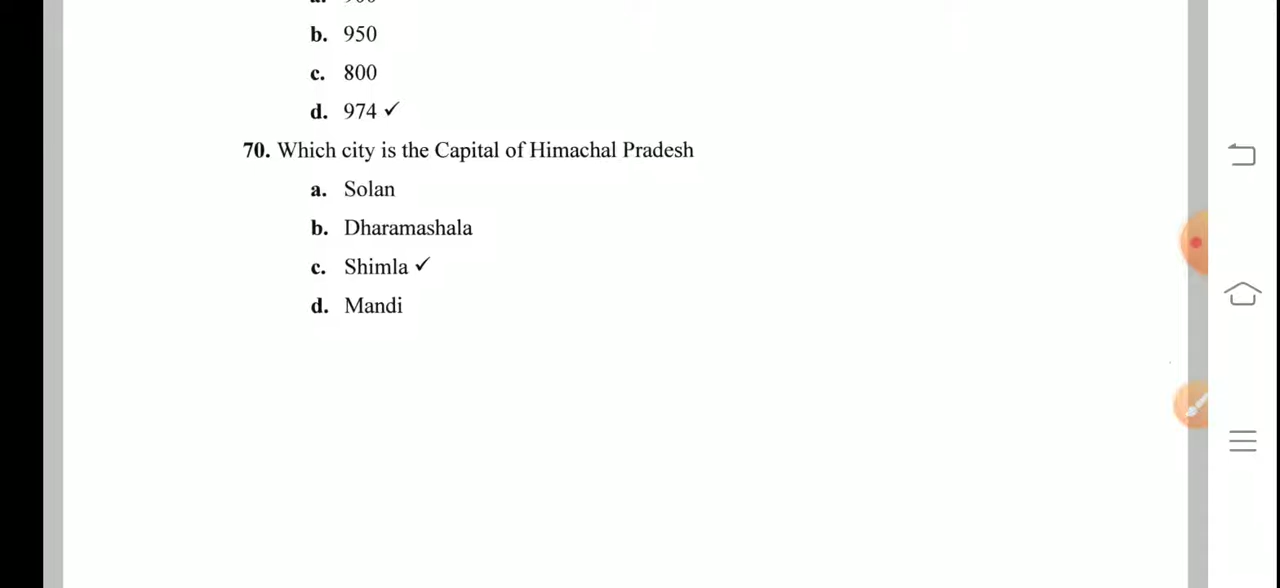 b. 950
c. 800
d. 974 ✓
70. Which city is the Capital of Himachal Pradesh
a. Solan
b. Dharamashala
c. Shimla ✓
d. Mandi